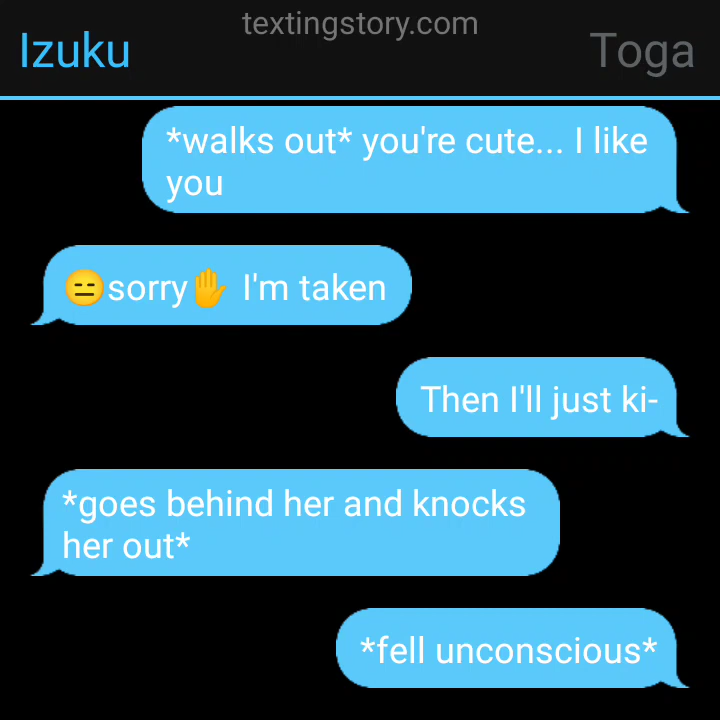 textingstory.com
Izuku
Toga
*walks out* you're cute... I like
you
😑sorry✋ I'm taken
Then I'll just ki-
*goes behind her and knocks
her out*
*fell unconscious*